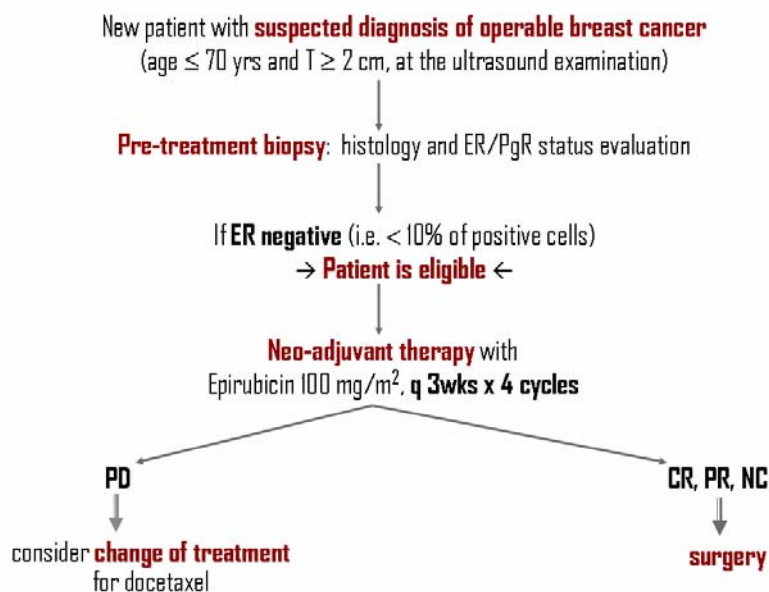 New patient with suspected diagnosis of operable breast cancer
(age ≤ 70 yrs and T ≥ 2 cm, at the ultrasound examination)
Pre-treatment biopsy: histology and ER/PgR status evaluation
If ER negative (i.e. < 10% of positive cells)
→ Patient is eligible ←
Neo-adjuvant therapy with
Epirubicin 100 mg/m², q 3wks x 4 cycles
PD
CR, PR, NC
consider change of treatment
for docetaxel
surgery